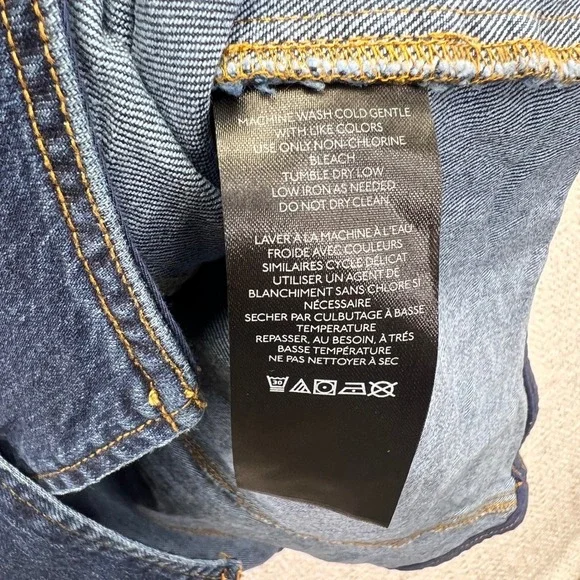 MACHINE WASH COLD GENTLE
WITH LIKE COLORS
USE ONLY NON-CHLORINE
BLEACH
TUMBLE DRY LOW
LOW IRON AS NEEDED
DO NOT DRY CLEAN.
LAVER À LA MACHINE À L'EAU
FROIDE AVEC COULEURS
SIMILAIRES CYCLE DÉLICAT
UTILISER UN AGENT DE
BLANCHIMENT SANS CHLORE SI
NÉCESSAIRE
SECHER PAR CULBUTAGE À BASSE
TEMPERATURE
REPASSER, AU BESOIN, À TRÉS
BASSE TEMPÉRATURE
NE PAS NETTOYER À SEC
30